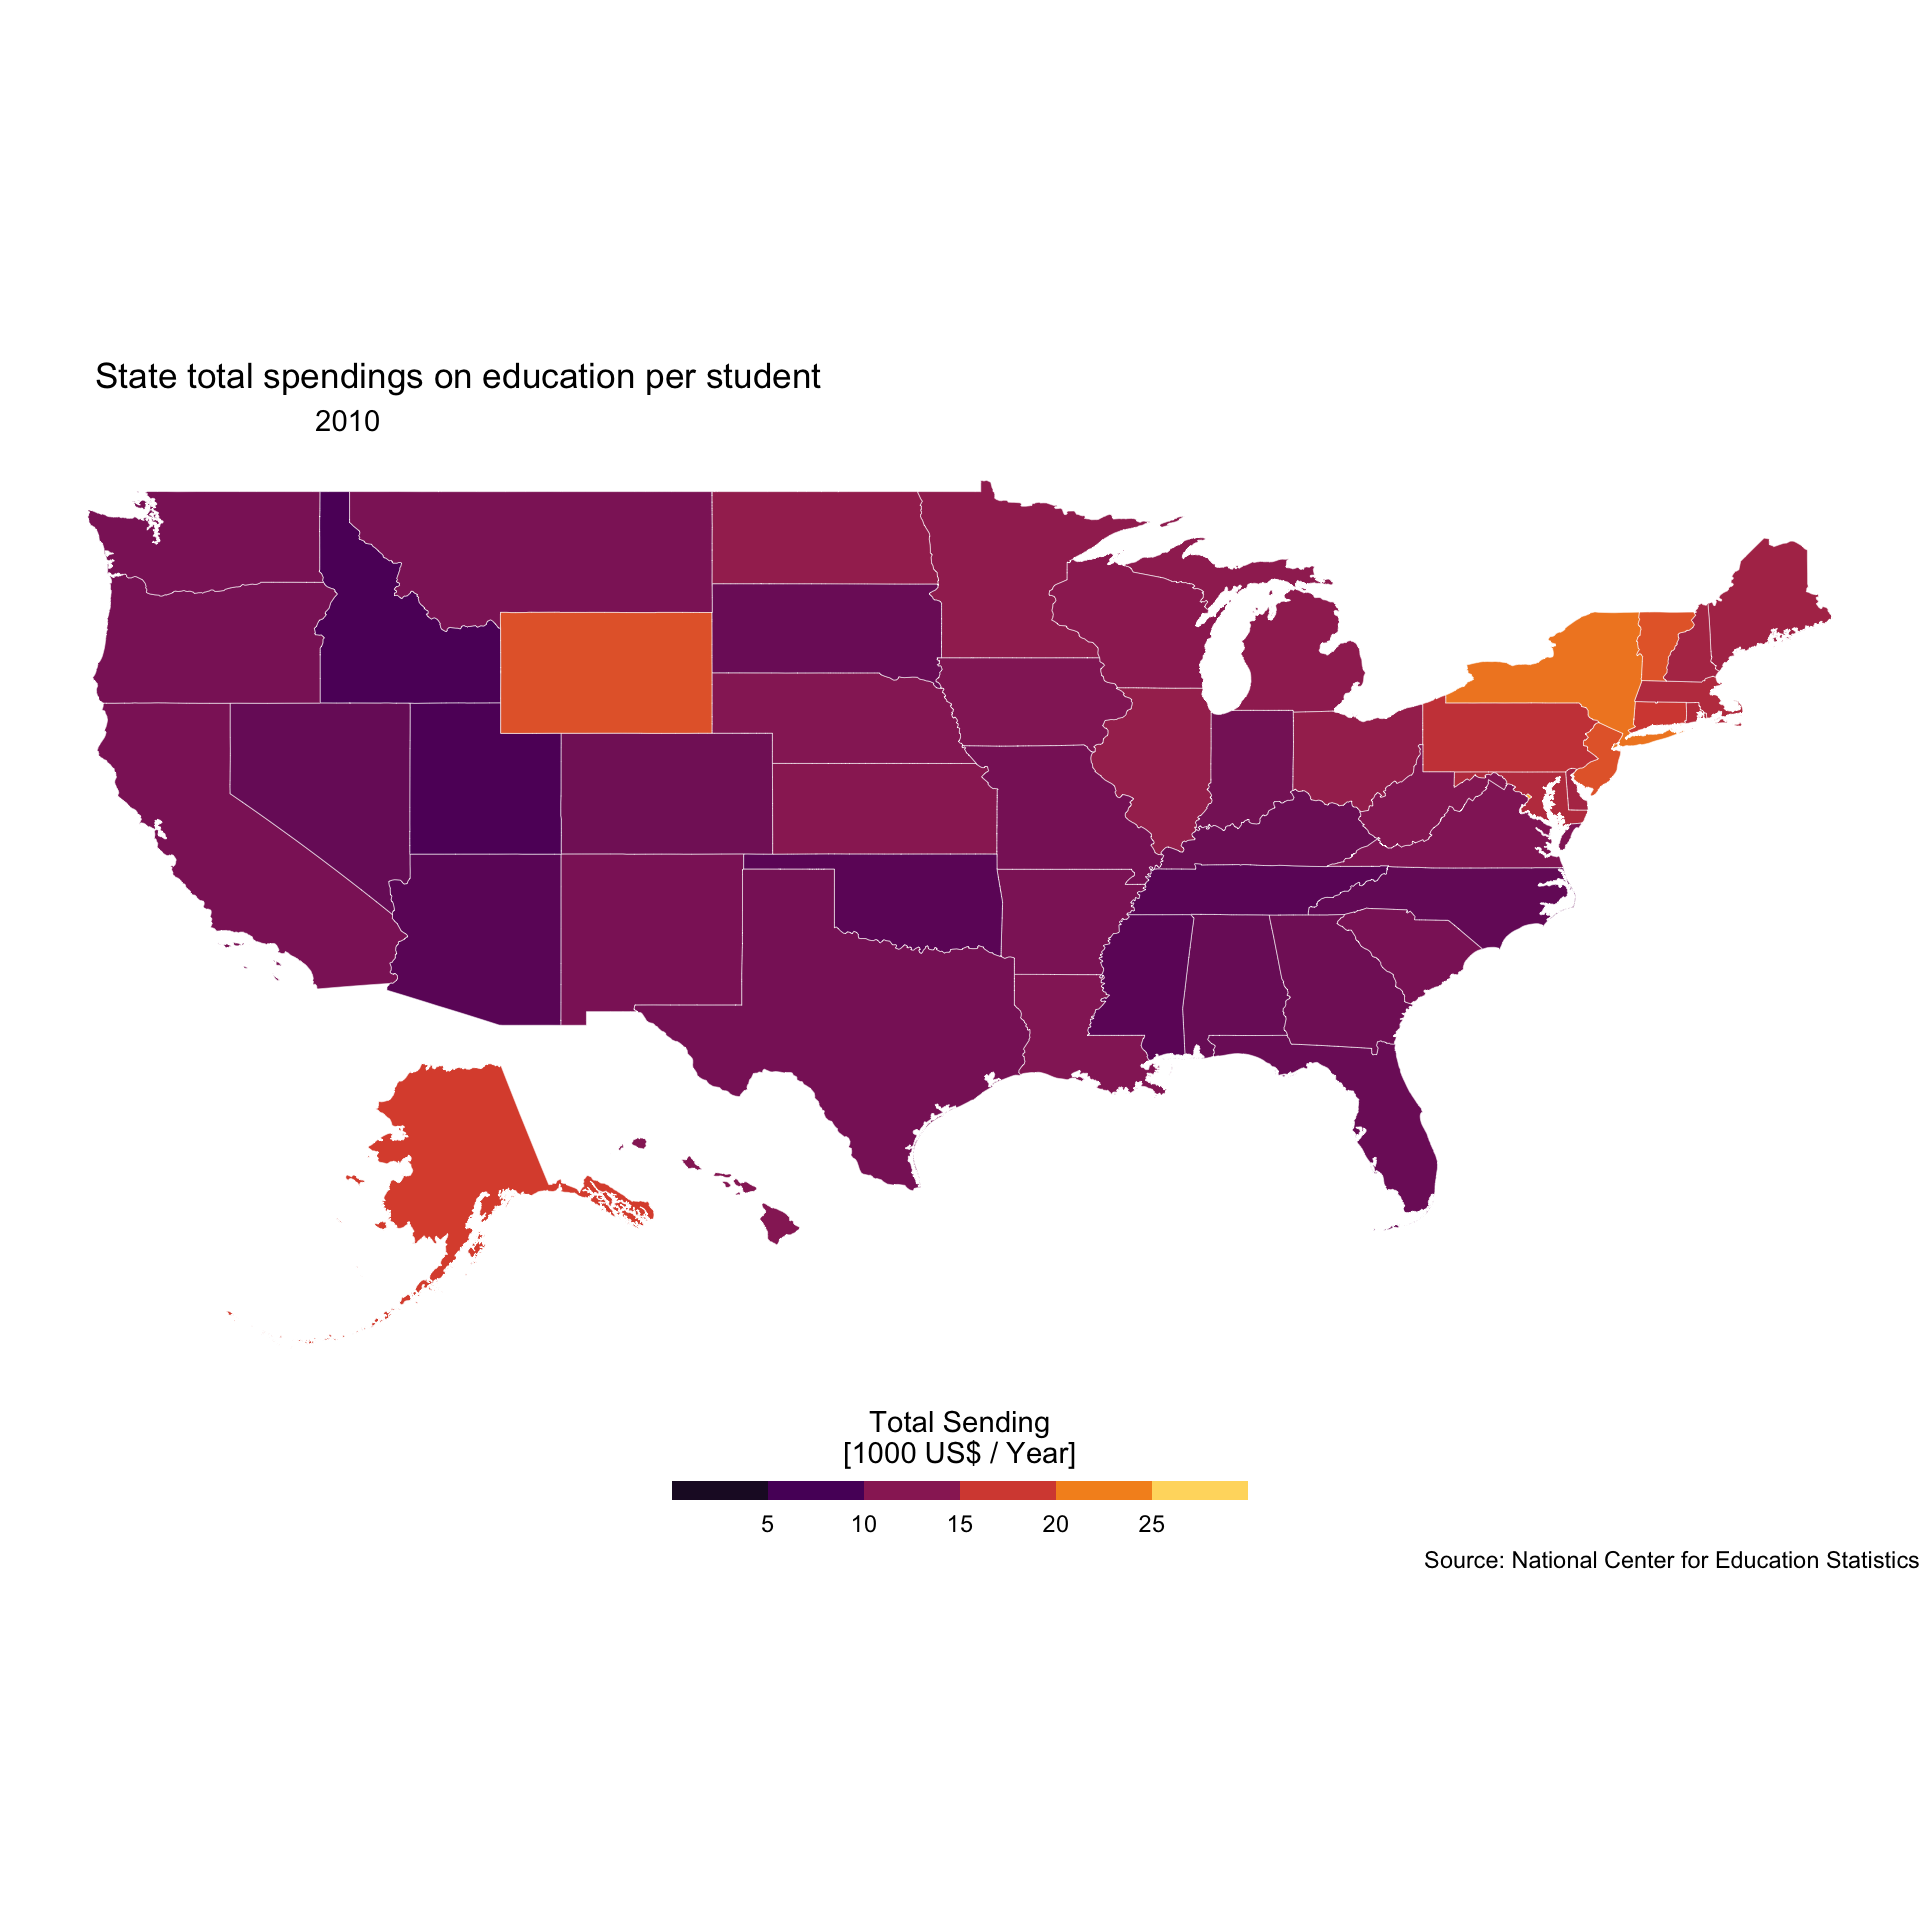 State total spendings on education per student
2010
Total Sending
[1000 US$ / Year]
5 10 15 20 25
Source: National Center for Education Statistics